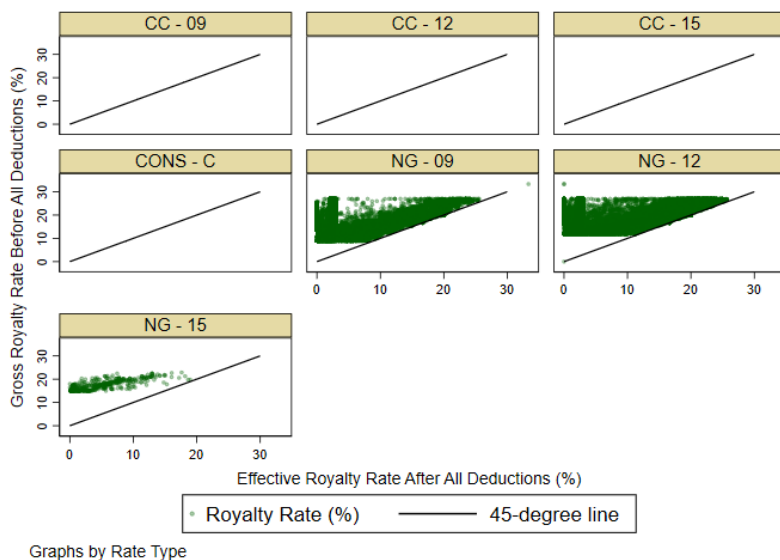 CC - 09
CC - 12
CC - 15
30
20
10
0
CONS - C
NG - 09
NG - 12
30
20
10
0
0
10
20
30
0
10
20
30
NG - 15
30
20
10
0
0
10
20
30
Gross Royalty Rate Before All Deductions (%)
Effective Royalty Rate After All Deductions (%)
Royalty Rate (%)
45-degree line
Graphs by Rate Type